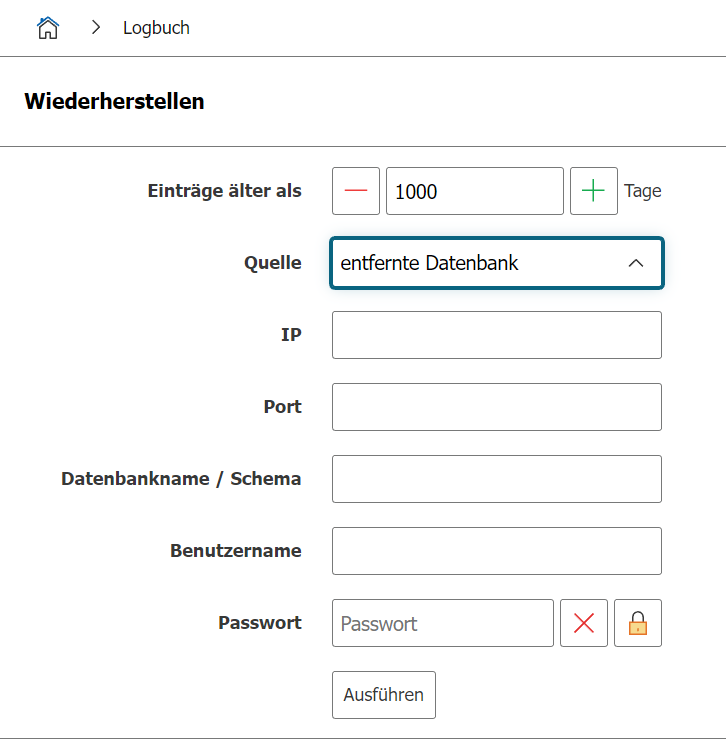 Logbuch
Wiederherstellen
Einträge älter als 1000 Tage
Quelle entfernte Datenbank
IP
Port
Datenbankname / Schema
Benutzername
Passwort Passwort
Ausführen